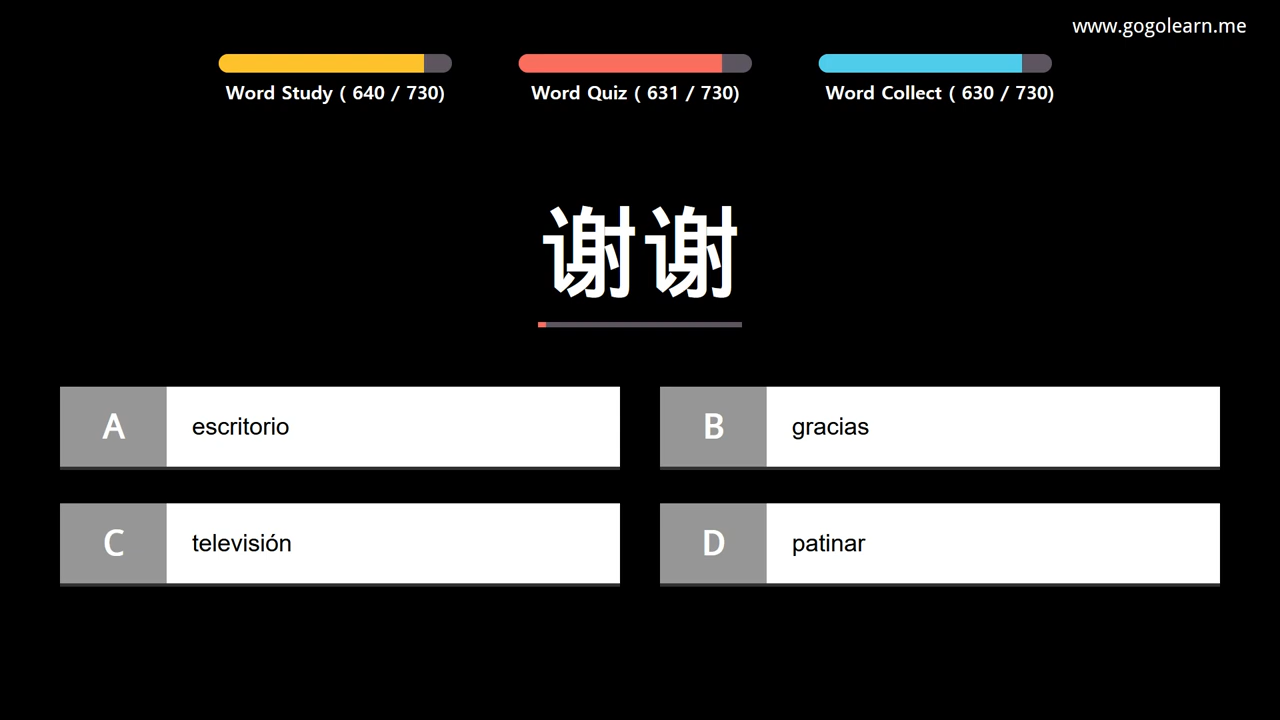 www.gogolearn.me
Word Study ( 640 / 730)
Word Quiz ( 631 / 730)
Word Collect ( 630 / 730)
谢谢
A escritorio
B gracias
C televisión
D patinar